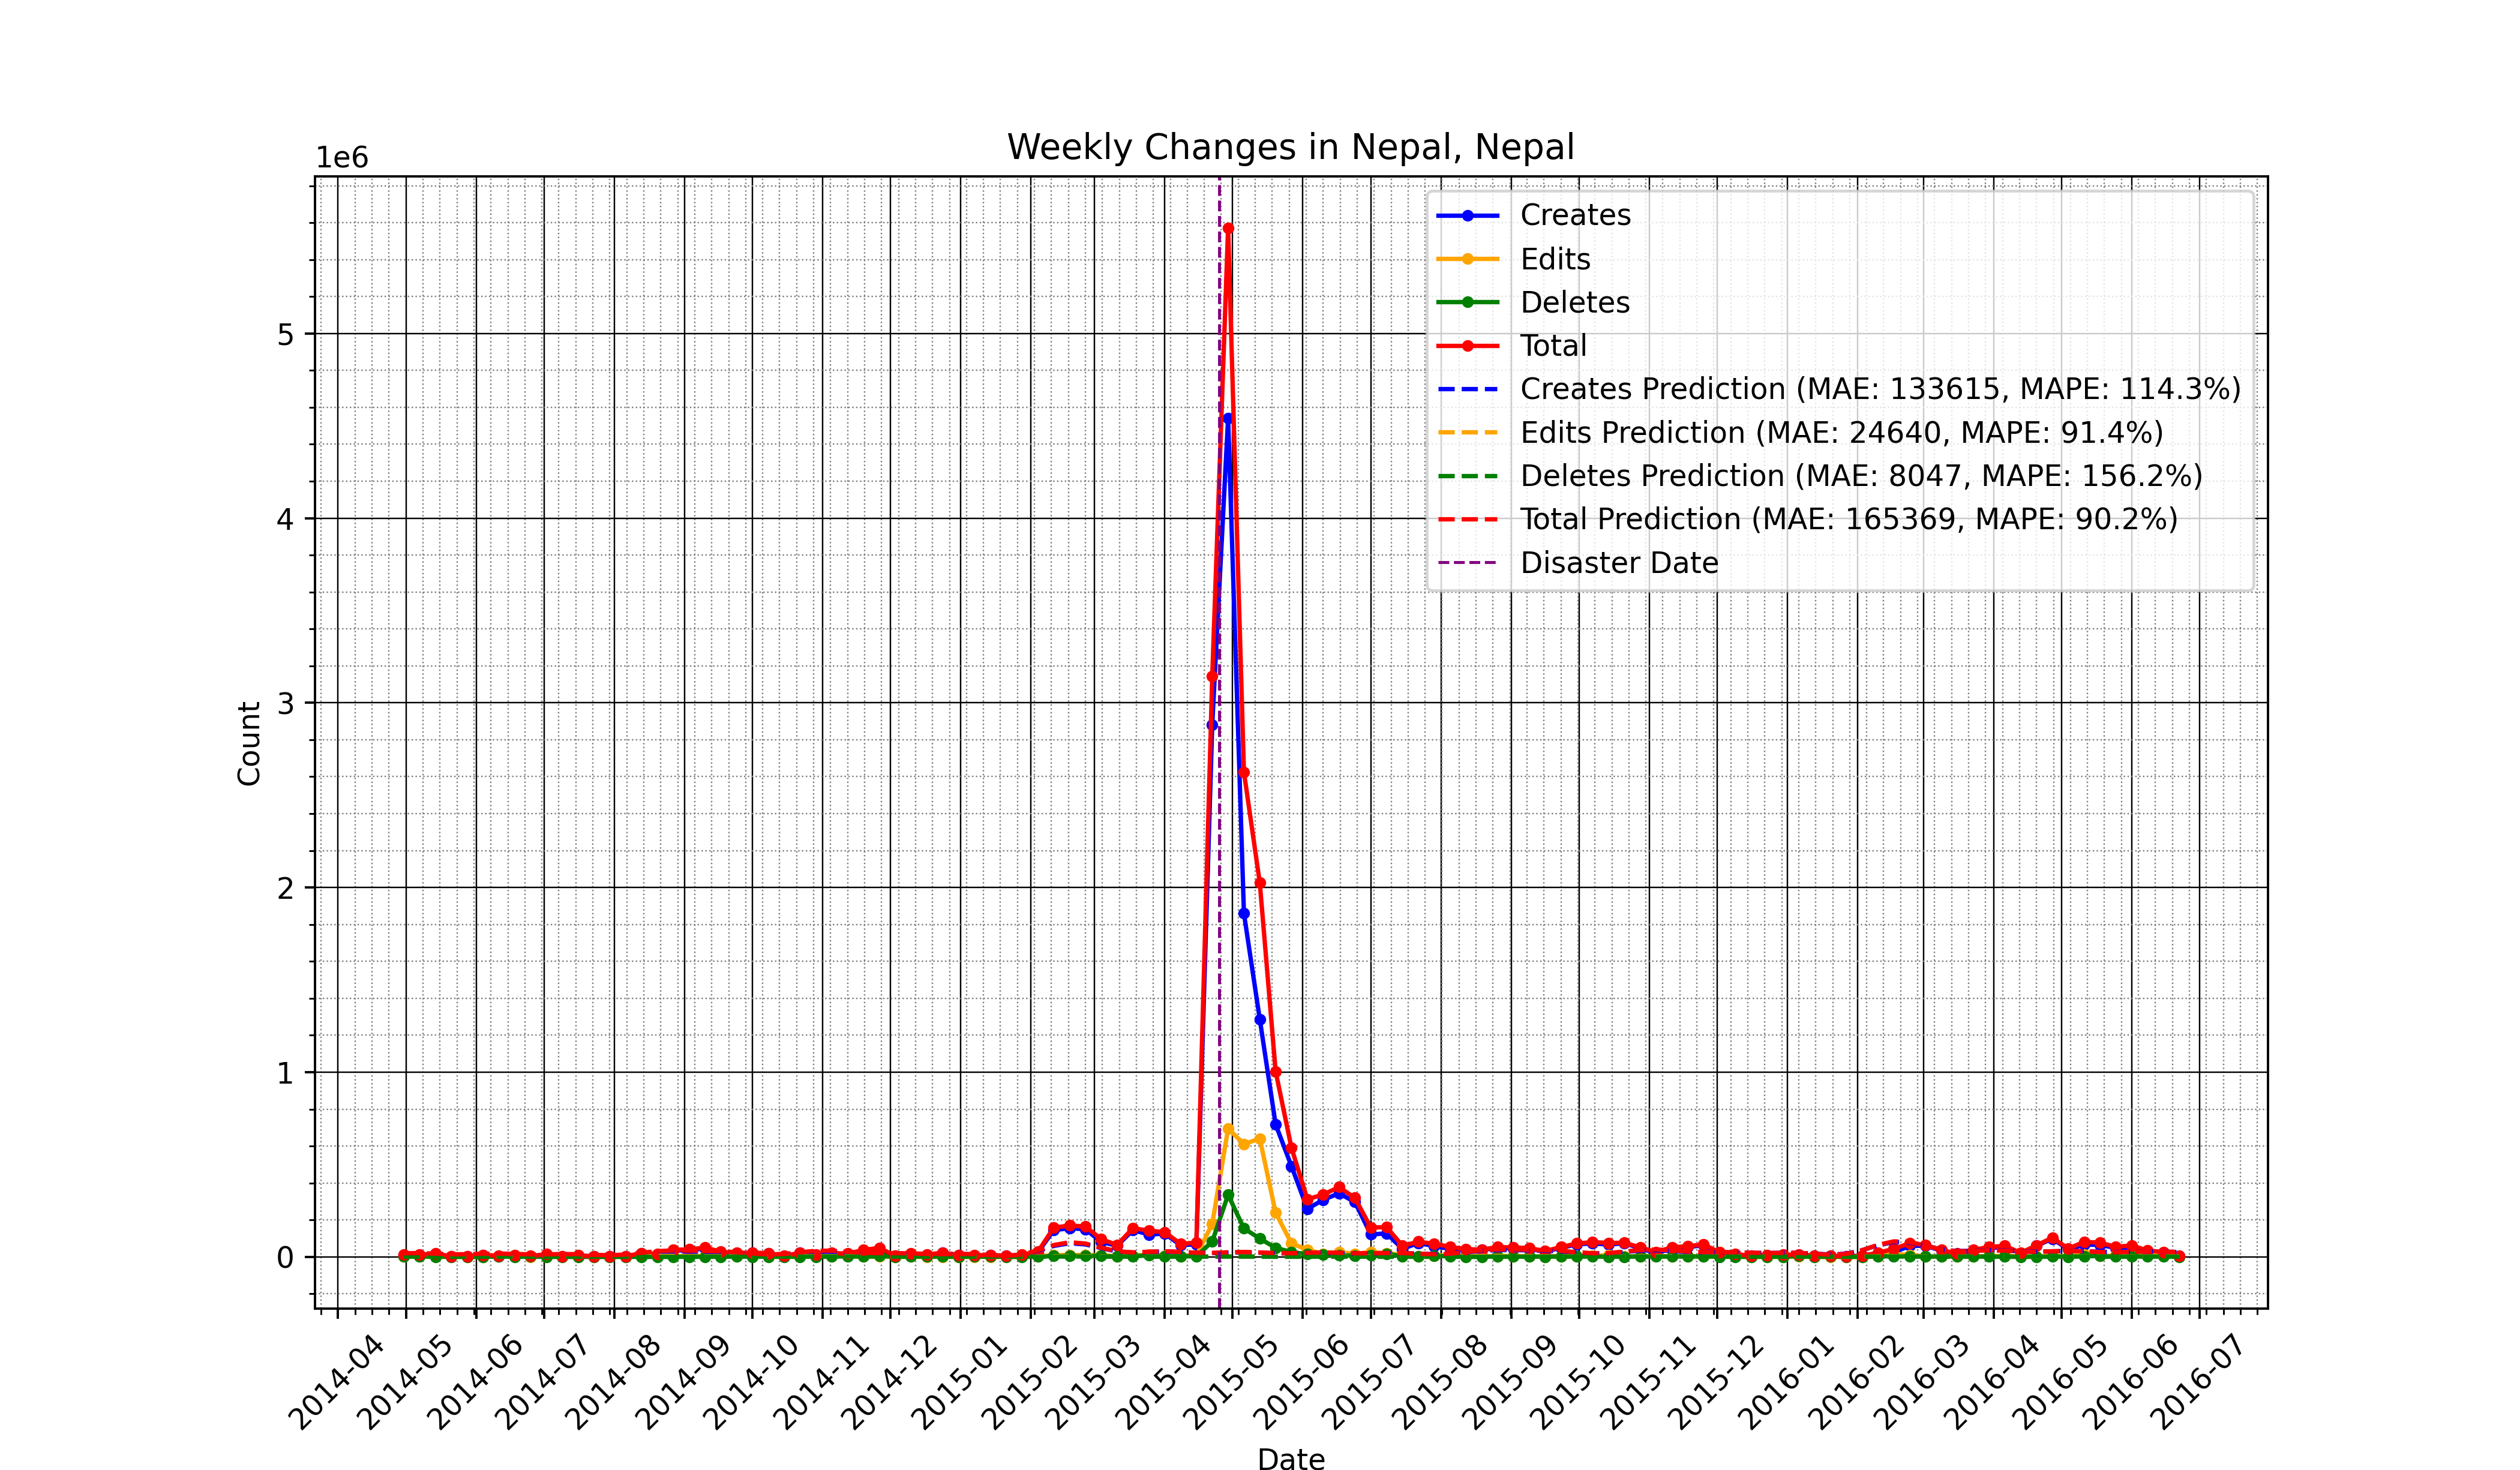 Weekly Changes in Nepal, Nepal
1e6
Creates
Edits
Deletes
Total
Creates Prediction (MAE: 133615, MAPE: 114.3%)
Edits Prediction (MAE: 24640, MAPE: 91.4%)
Deletes Prediction (MAE: 8047, MAPE: 156.2%)
Total Prediction (MAE: 165369, MAPE: 90.2%)
Disaster Date
5
4
3
2
1
0
Count
2014-04
2014-05
2014-06
2014-07
2014-08
2014-09
2014-10
2014-11
2014-12
2015-01
2015-02
2015-03
2015-04
2015-05
2015-06
2015-07
2015-08
2015-09
2015-10
2015-11
2015-12
2016-01
2016-02
2016-03
2016-04
2016-05
2016-06
2016-07
Date